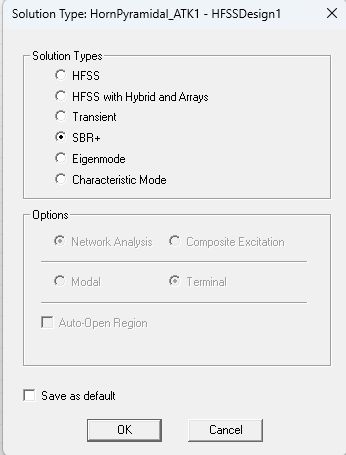 Solution Type: HornPyramidal_ATK1 - HFSSDesign1
Solution Types
HFSS
HFSS with Hybrid and Arrays
Transient
SBR+
Eigenmode
Characteristic Mode
Options
Network Analysis Composite Excitation
Modal Terminal
Auto-Open Region
Save as default
OK Cancel